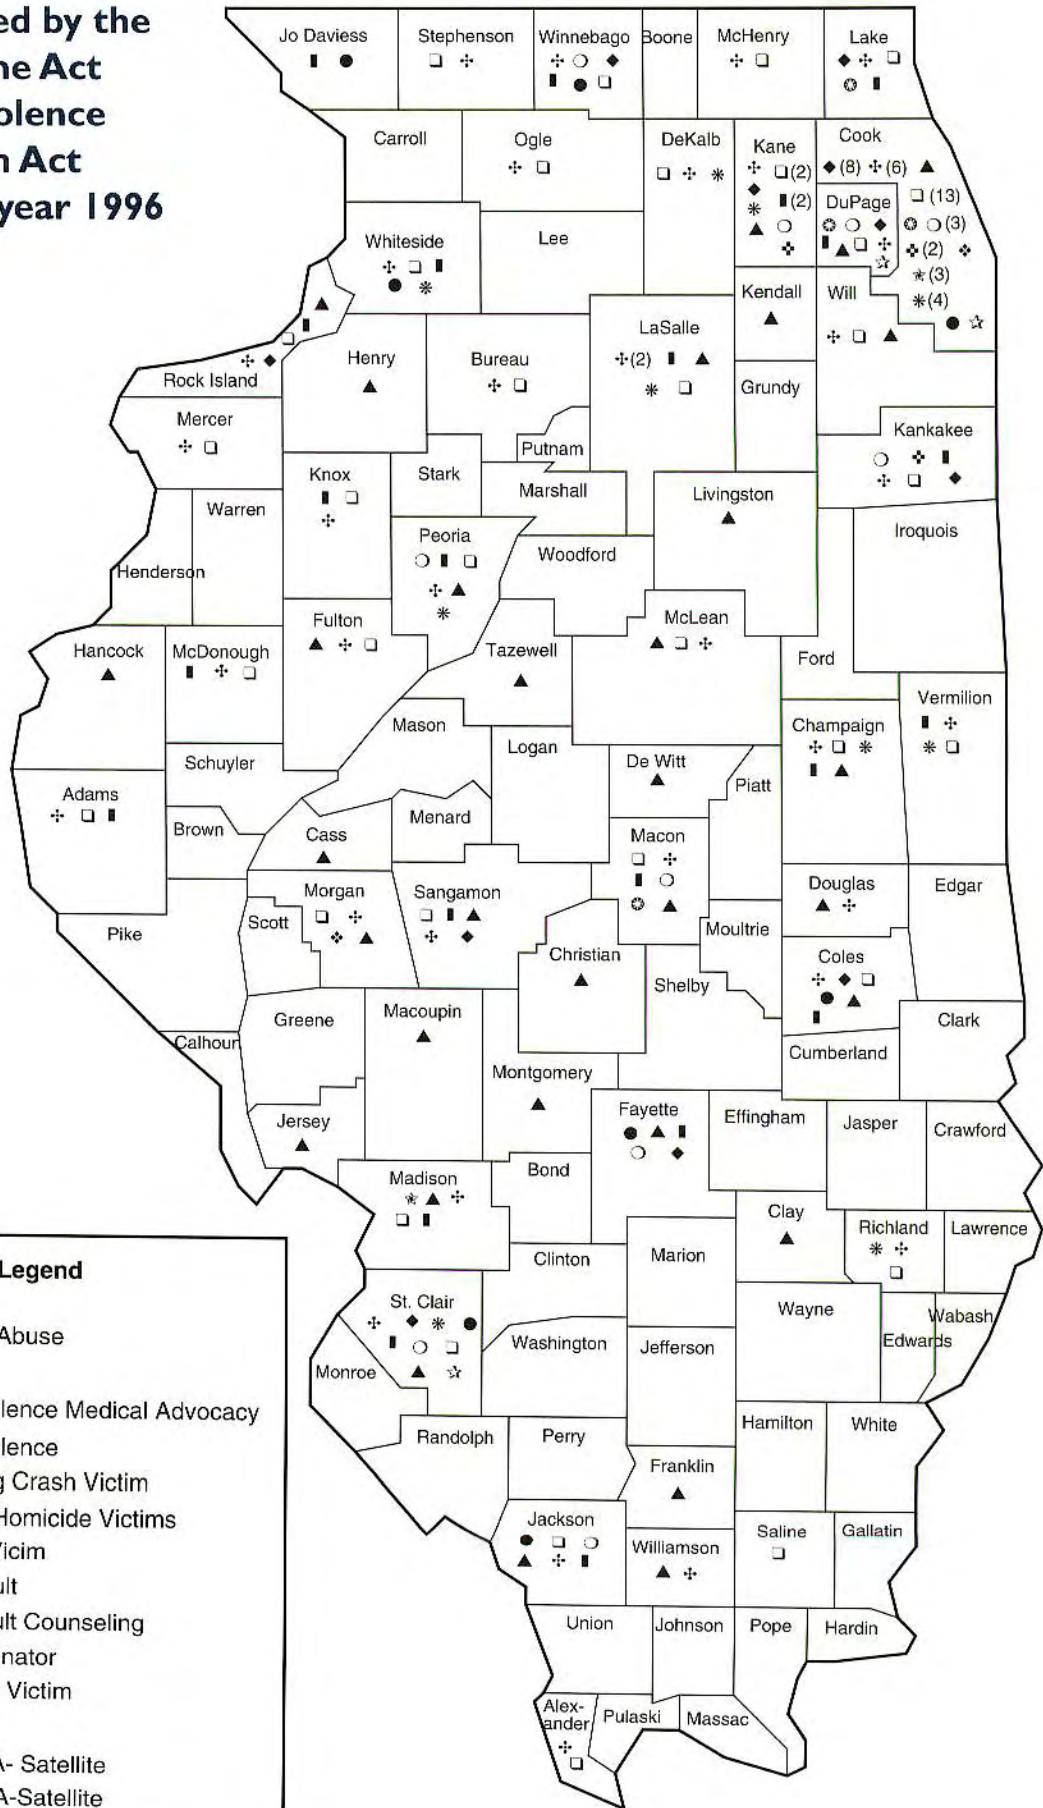 ed by the
ne Act
olence
n Act
year 1996
Jo Daviess
Stephenson
Winnebago
Boone
McHenry
Lake
Carroll
Ogle
DeKalb
Kane
(2)
(2)
Cook
(8) (6)
(13)
(3)
(2)
(3)
(4)
DuPage
Whiteside
Lee
Kendall
Will
LaSalle
(2)
Rock Island
Henry
Bureau
Grundy
Mercer
Putnam
Kankakee
Knox
Stark
Marshall
Livingston
Warren
Peoria
Iroquois
Henderson
Woodford
Fulton
McLean
Hancock
McDonough
Tazewell
Ford
Mason
Vermilion
Champaign
Schuyler
Logan
De Witt
Piatt
Adams
Brown
Menard
Cass
Macon
Morgan
Sangamon
Douglas
Edgar
Scott
Pike
Moultrie
Christian
Coles
Shelby
Greene
Macoupin
Clark
Calhoun
Cumberland
Montgomery
Jersey
Fayette
Effingham
Jasper
Crawford
Madison
Bond
Clay
Richland
Lawrence
Clinton
Marion
St. Clair
Wayne
Wabash
Edwards
Washington
Jefferson
Monroe
Randolph
Perry
Hamilton
White
Franklin
Jackson
Williamson
Saline
Gallatin
Union
Johnson
Pope
Hardin
Alex-
ander
Pulaski
Massac
Legend
Abuse
lence Medical Advocacy
lence
g Crash Victim
Homicide Victims
Vicim
ult
ult Counseling
nator
Victim
A- Satellite
A-Satellite